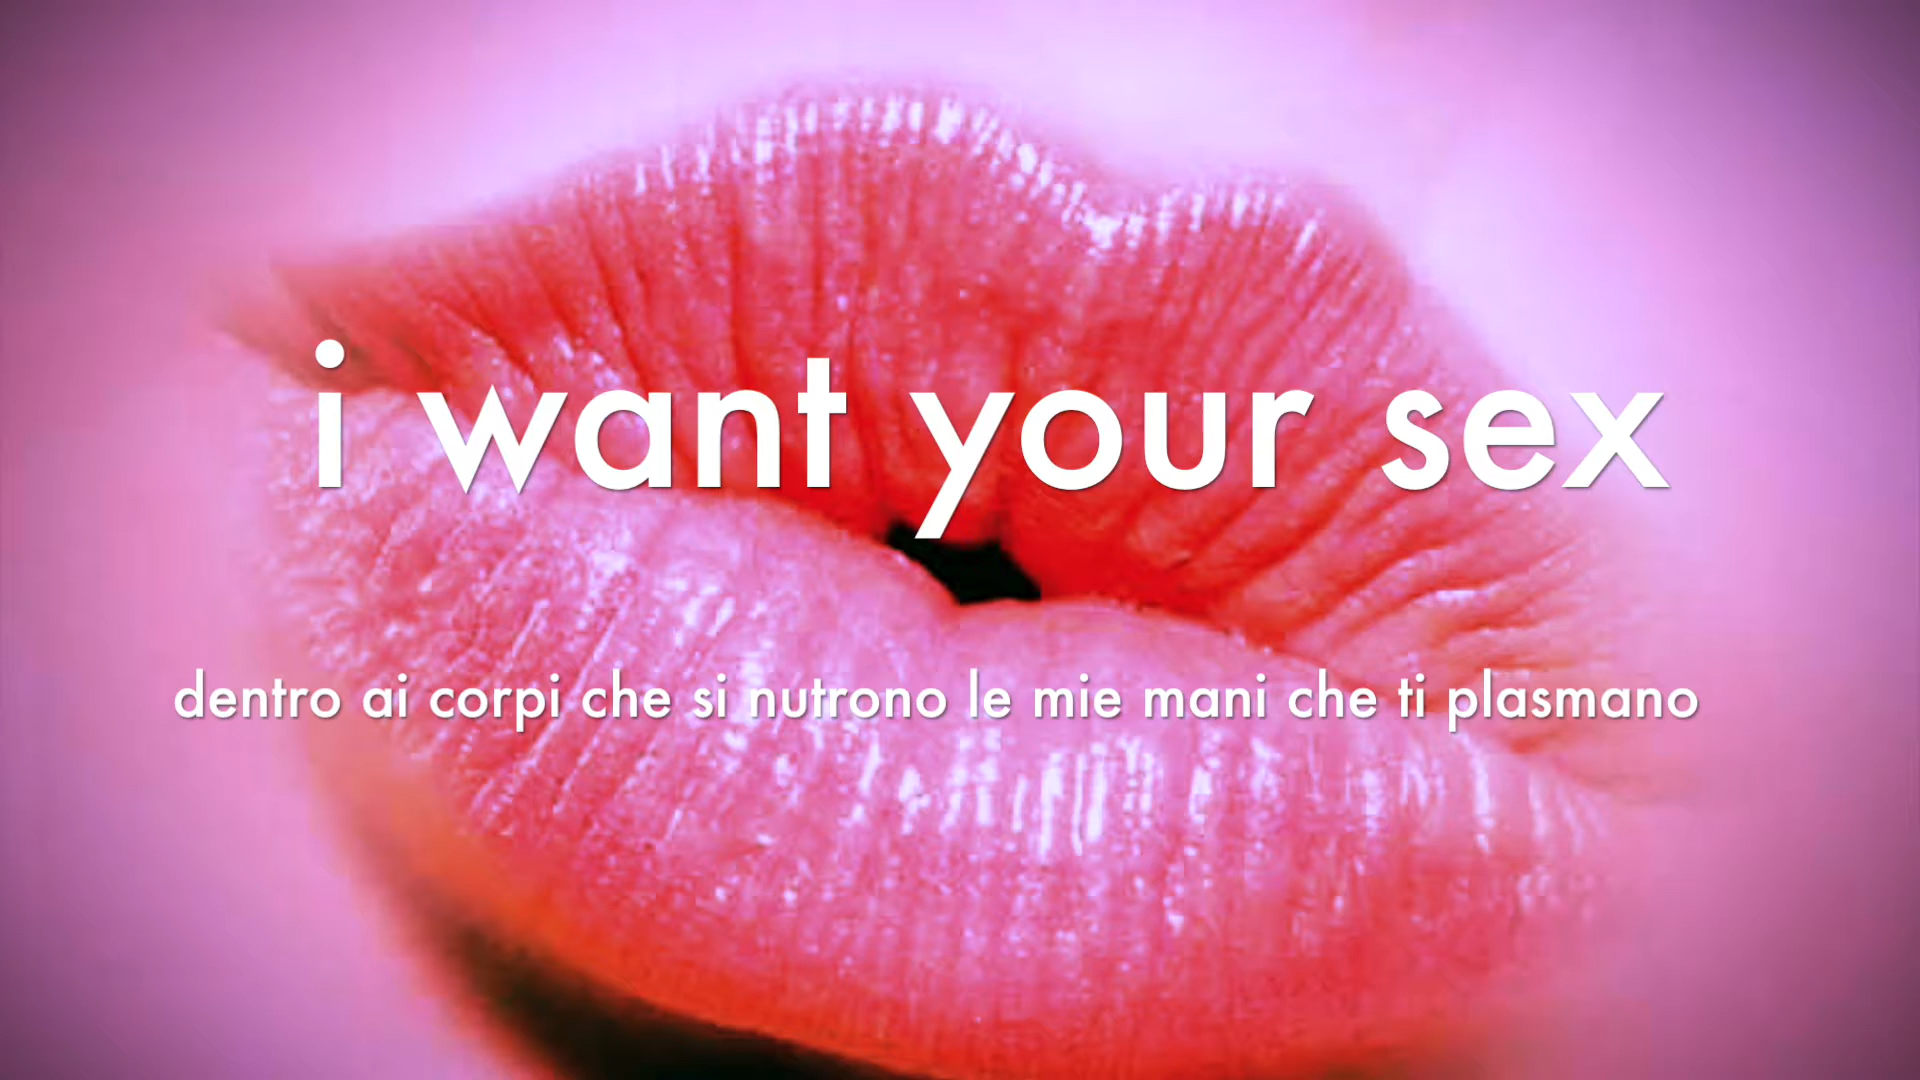 i want your sex
dentro ai corpi che si nutrono le mie mani che ti plasmano